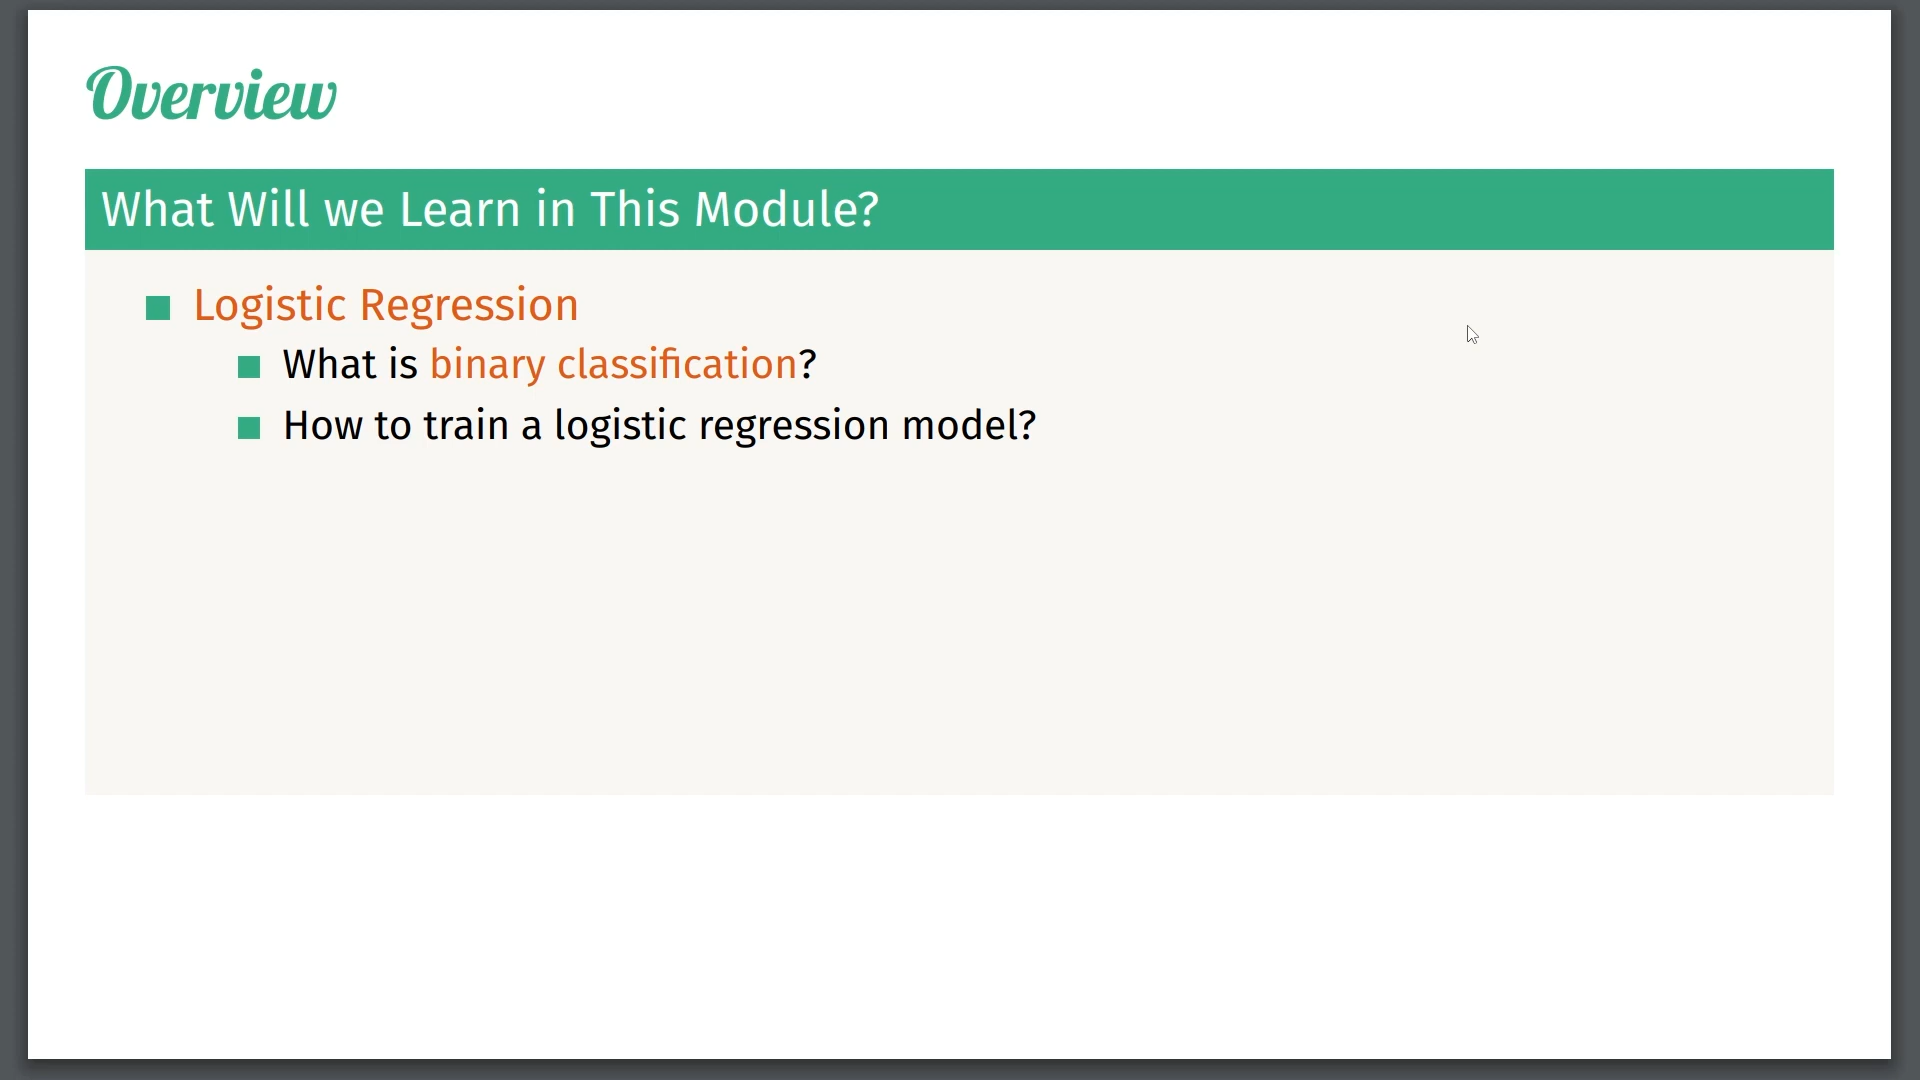 Overview
What Will we Learn in This Module?
Logistic Regression
What is binary classification?
How to train a logistic regression model?